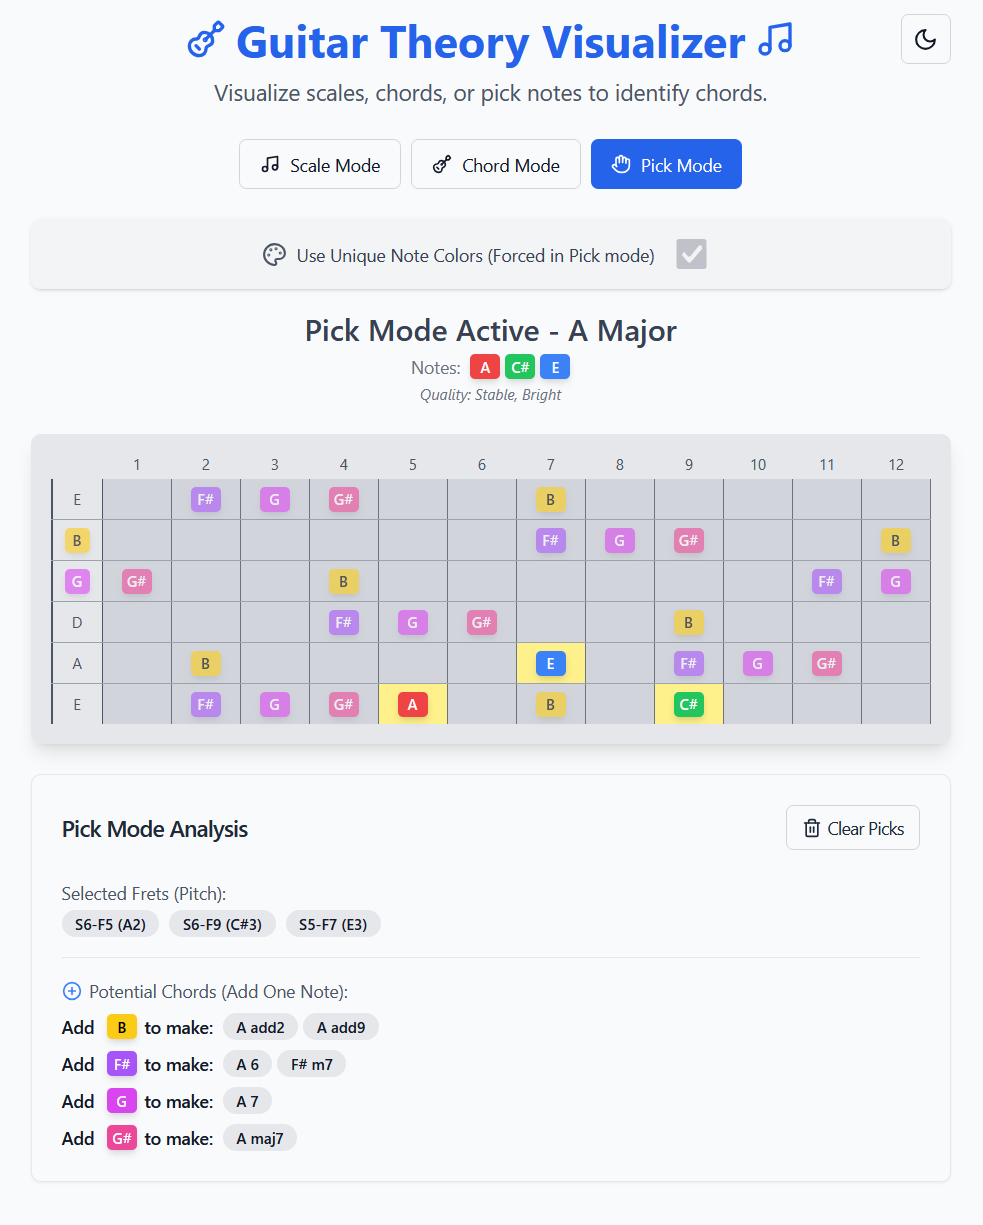 Guitar Theory Visualizer
Visualize scales, chords, or pick notes to identify chords.
Scale Mode Chord Mode Pick Mode
Use Unique Note Colors (Forced in Pick mode)
Pick Mode Active - A Major
Notes: A C# E
Quality: Stable, Bright
1 2 3 4 5 6 7 8 9 10 11 12
E F# G G# B
B F# G G# B
G G# B F# G
D F# G G# B
A B E F# G G#
E F# G G# A B C#
Pick Mode Analysis
Clear Picks
Selected Frets (Pitch):
S6-F5 (A2) S6-F9 (C#3) S5-F7 (E3)
Potential Chords (Add One Note):
Add B to make: A add2 A add9
Add F# to make: A 6 F# m7
Add G to make: A 7
Add G# to make: A maj7